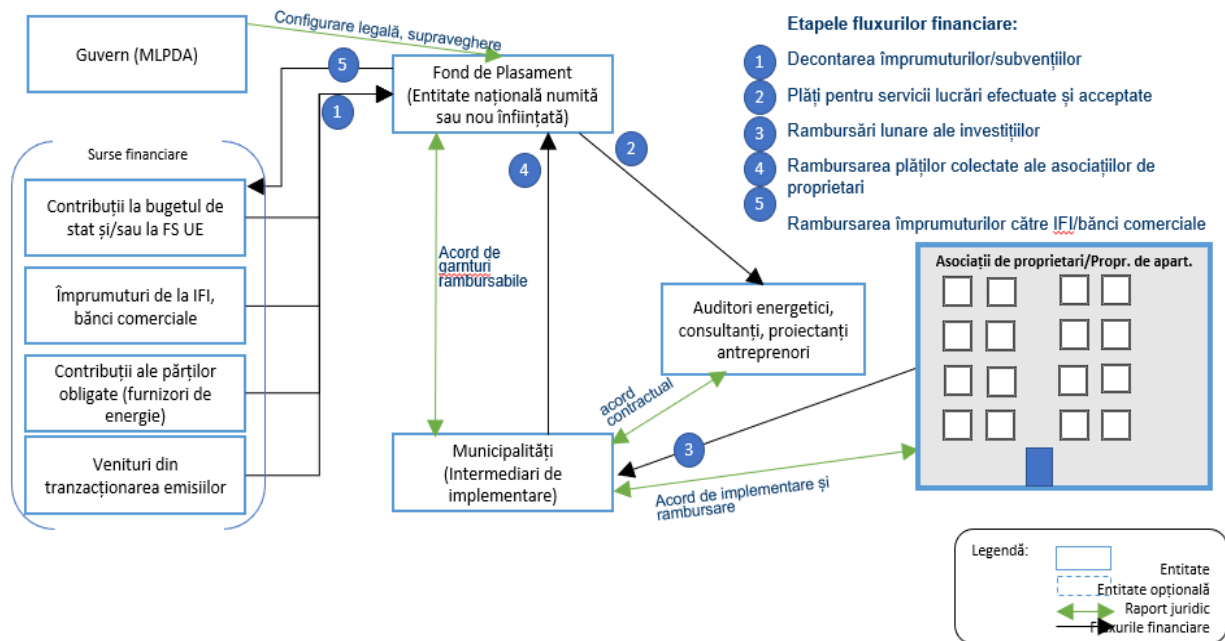 Guvern (MLPDA)
Configurare legală, supraveghere
Fond de Plasament
(Entitate națională numită
sau nou înființată)
5
1
2
4
Surse financiare
Contribuții la bugetul de
stat și/sau la FS UE
Împrumuturi de la IFI,
bănci comerciale
Contribuții ale părților
obligate (furnizori de
energie)
Venituri din
tranzacționarea emisiilor
Acord de
garnturi
rambursabile
Auditori energetici,
consultanți, proiectanți
antreprenori
acord
contractual
Municipalități
(Intermediari de
implementare)
3
Acord de implementare și
rambursare
Etapele fluxurilor financiare:
1 Decontarea împrumuturilor/subvențiilor
2 Plăți pentru servicii lucrări efectuate și acceptate
3 Rambursări lunare ale investițiilor
4 Rambursarea plăților colectate ale asociațiilor de
proprietari
5
Rambursarea împrumuturilor către IFI/bănci comerciale
Asociații de proprietari/Propr. de apart.
Legendă:
Entitate
Entitate opțională
Raport juridic
Fluxurile financiare